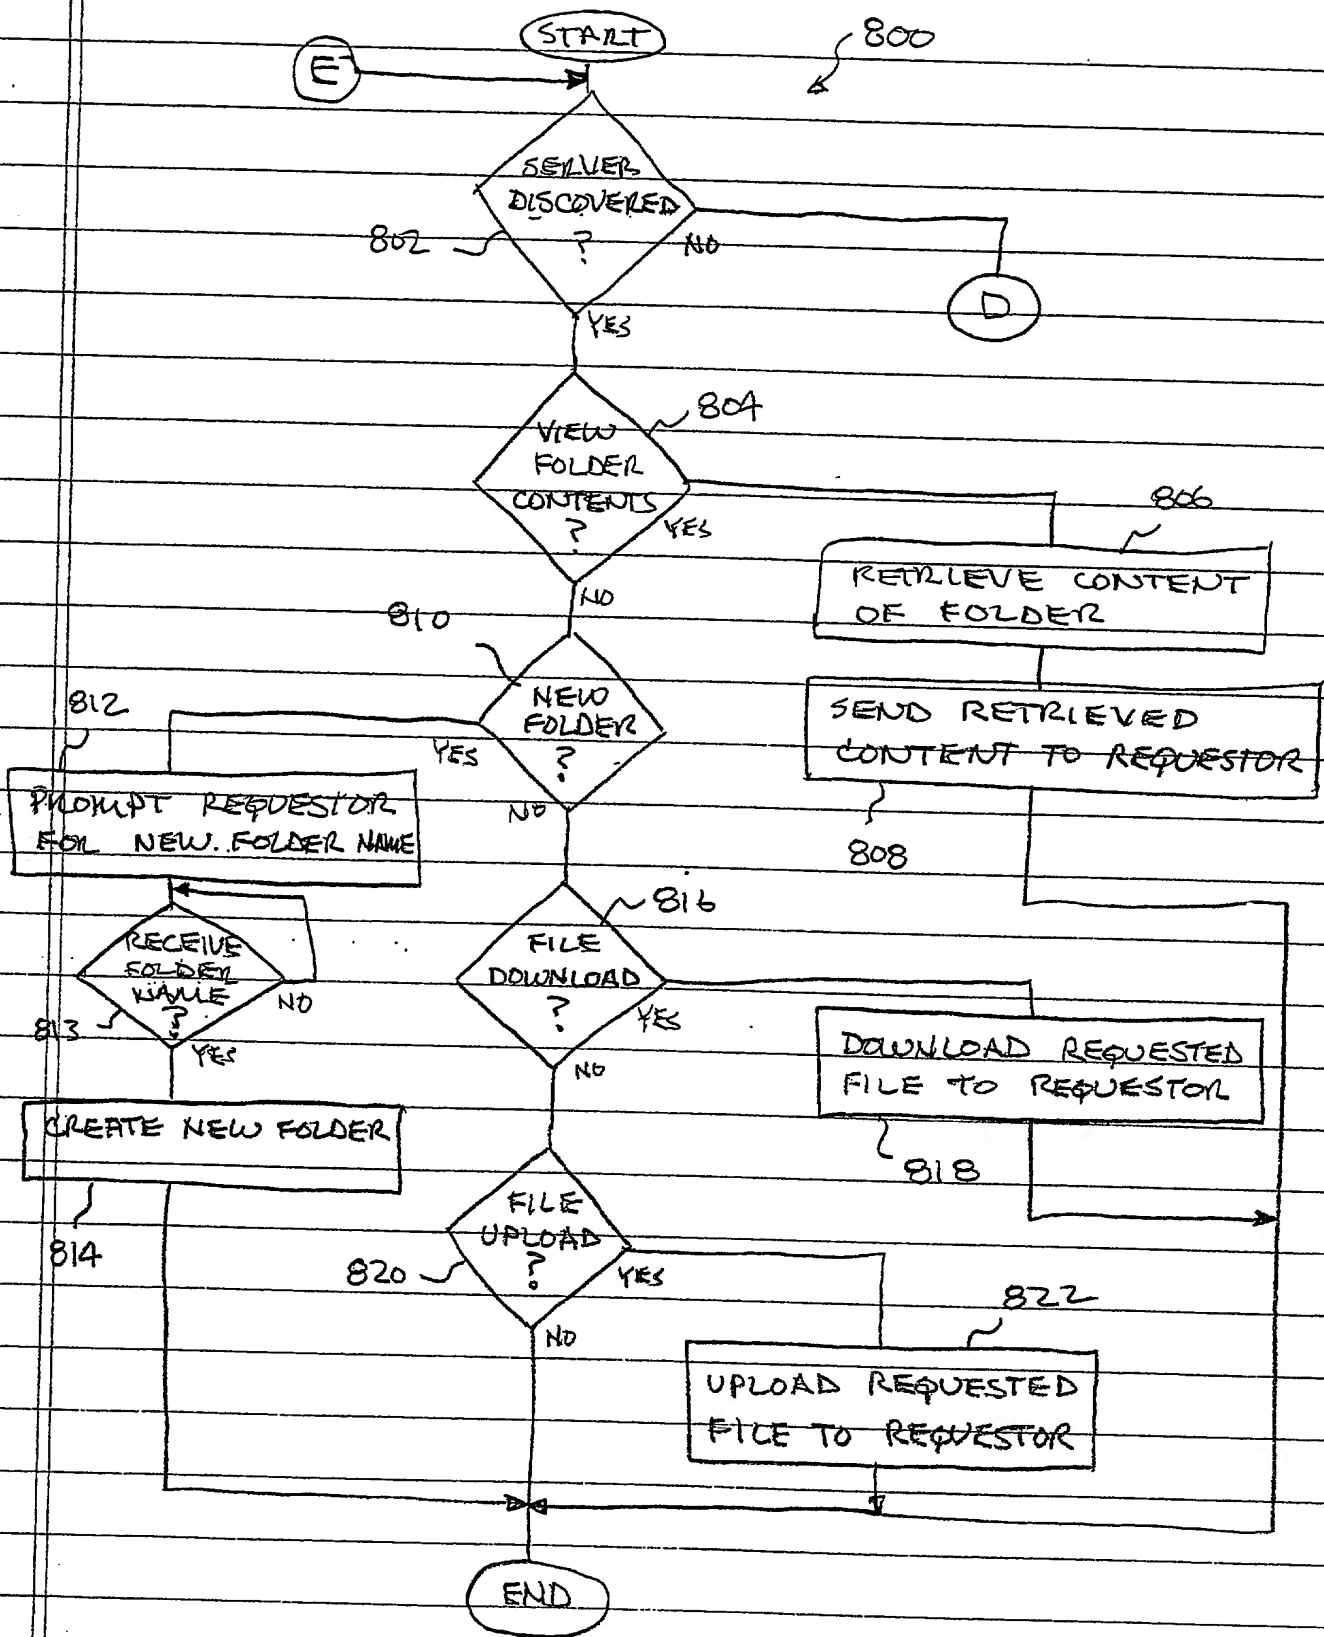 START
800
E
SERVER
DISCOVERED
?
802
NO
D
YES
804
VIEW
FOLDER
CONTENTS
?
YES
806
RETRIEVE CONTENT
OF FOLDER
NO
810
NEW
FOLDER
?
YES
812
SEND RETRIEVED
CONTENT TO REQUESTOR
808
PROMPT REQUESTOR
FOR NEW FOLDER NAME
NO
816
RECEIVE
FOLDER
NAME
?
NO
813
YES
FILE
DOWNLOAD
?
YES
DOWNLOAD REQUESTED
FILE TO REQUESTOR
818
NO
CREATE NEW FOLDER
814
FILE
UPLOAD
?
820
YES
822
NO
UPLOAD REQUESTED
FILE TO REQUESTOR
END